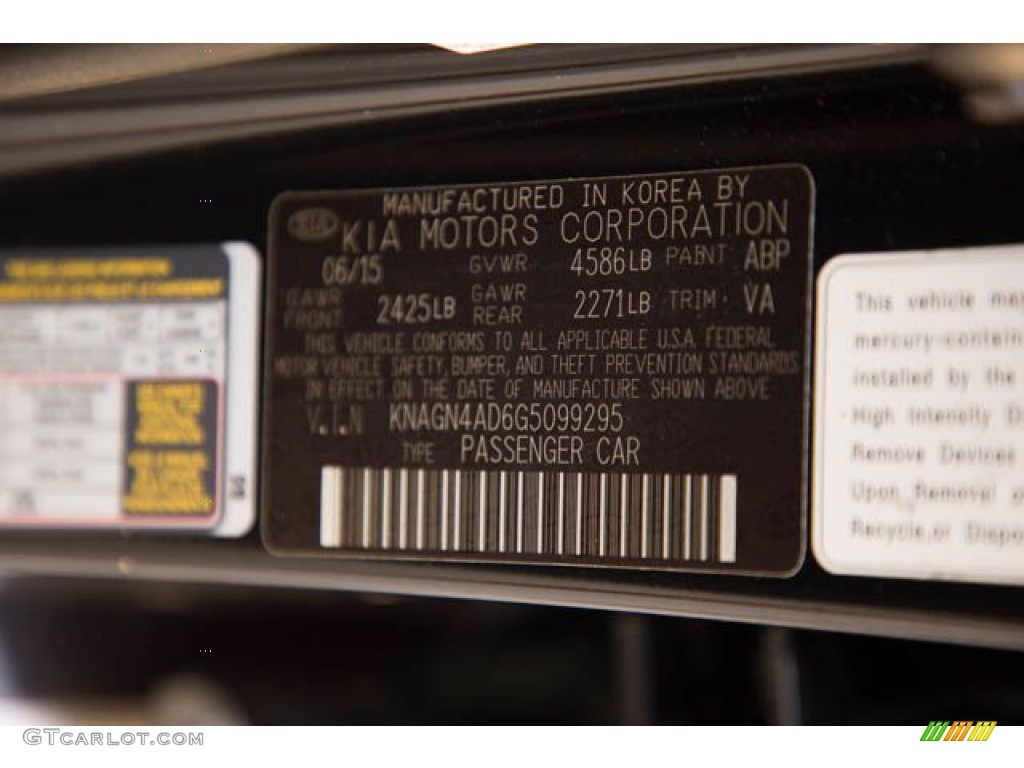 MANUFACTURED IN KOREA BY
KIA KIA MOTORS CORPORATION
06/15 GVWR 4586LB PAINT ABP
GAWR FRONT 2425LB GAWR REAR 2271LB TRIM VA
THIS VEHICLE CONFORMS TO ALL APPLICABLE U.S.A. FEDERAL
MOTOR VEHICLE SAFETY, BUMPER, AND THEFT PREVENTION STANDARDS
IN EFFECT ON THE DATE OF MANUFACTURE SHOWN ABOVE
V.I.N KNAGN4AD6G5099295
TYPE PASSENGER CAR
This vehicle
mercury-contain
installed by the
· High Intensity D
Remove Devices
Upon Removal
Recycle,or Dispo
GTCARLOT.COM